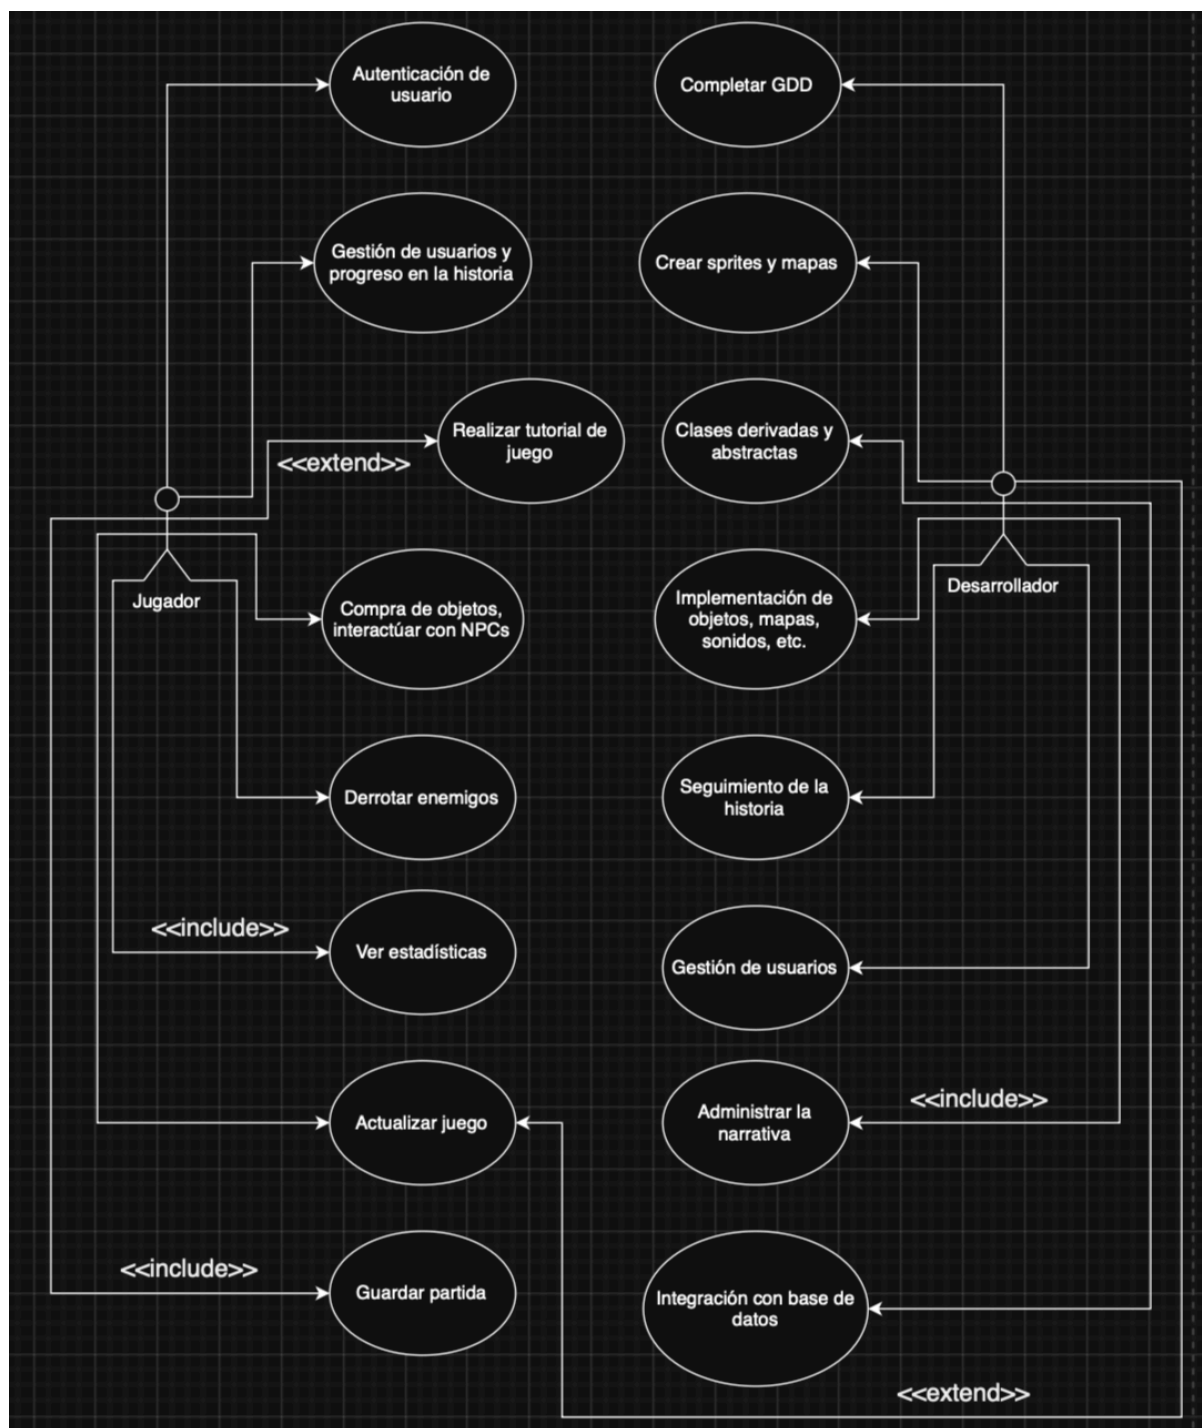 Autenticación de
usuario
Completar GDD
Gestión de usuarios y
progreso en la historia
Crear sprites y mapas
Realizar tutorial de
juego
<<extend>>
Clases derivadas y
abstractas
Jugador
Desarrollador
Compra de objetos,
interactúar con NPCs
Implementación de
objetos, mapas,
sonidos, etc.
Derrotar enemigos
Seguimiento de la
historia
<<include>>
Ver estadísticas
Gestión de usuarios
Actualizar juego
Administrar la
narrativa
<<include>>
<<include>>
Guardar partida
Integración con base de
datos
<<extend>>